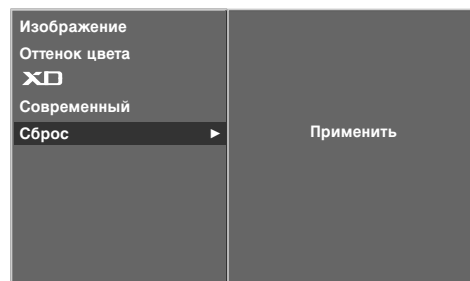 Изображение
Оттенок цвета
XD
Современный
Сброс ►
Применить